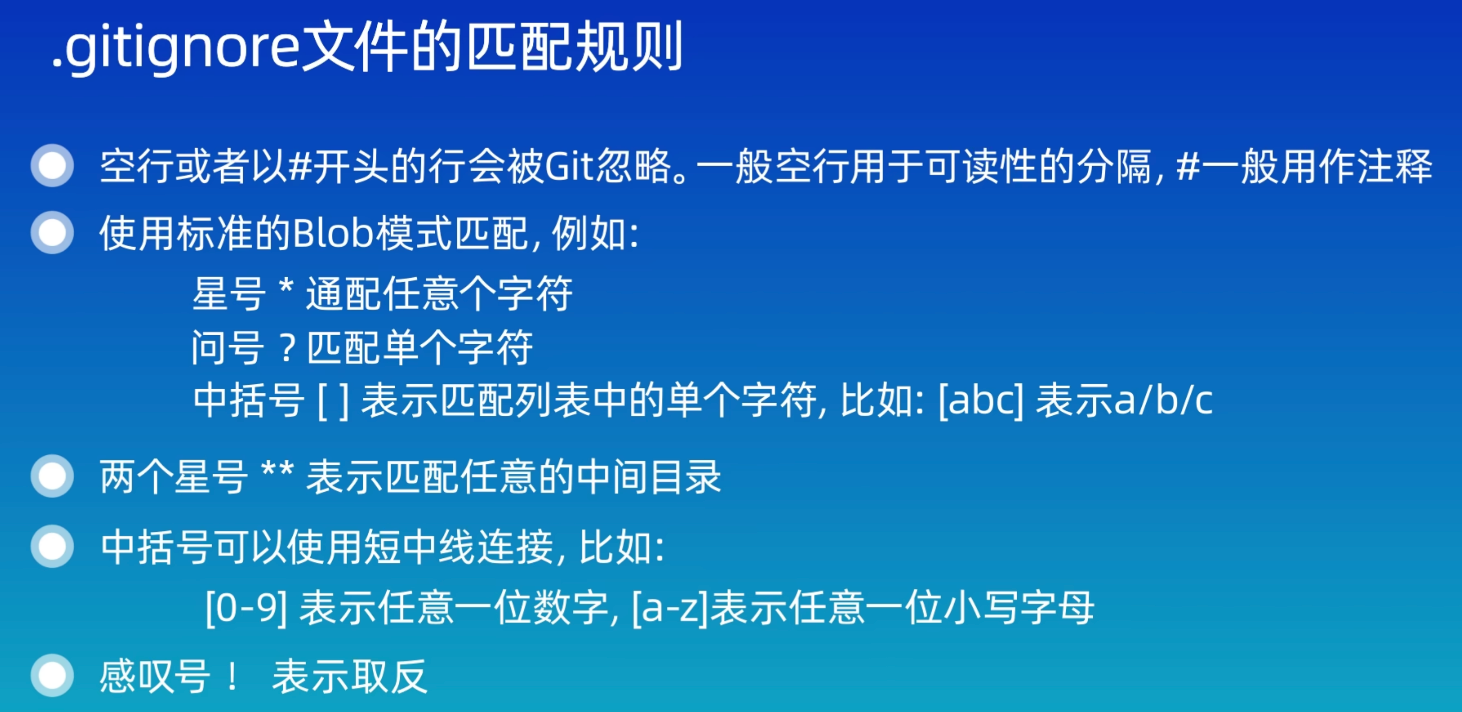 .gitignore文件的匹配规则
空行或者以#开头的行会被Git忽略。一般空行用于可读性的分隔, #一般用作注释
使用标准的Blob模式匹配, 例如:
星号 * 通配任意个字符
问号 ? 匹配单个字符
中括号 [ ] 表示匹配列表中的单个字符, 比如: [abc] 表示a/b/c
两个星号 ** 表示匹配任意的中间目录
中括号可以使用短中线连接, 比如:
[0-9] 表示任意一位数字, [a-z]表示任意一位小写字母
感叹号 ! 表示取反